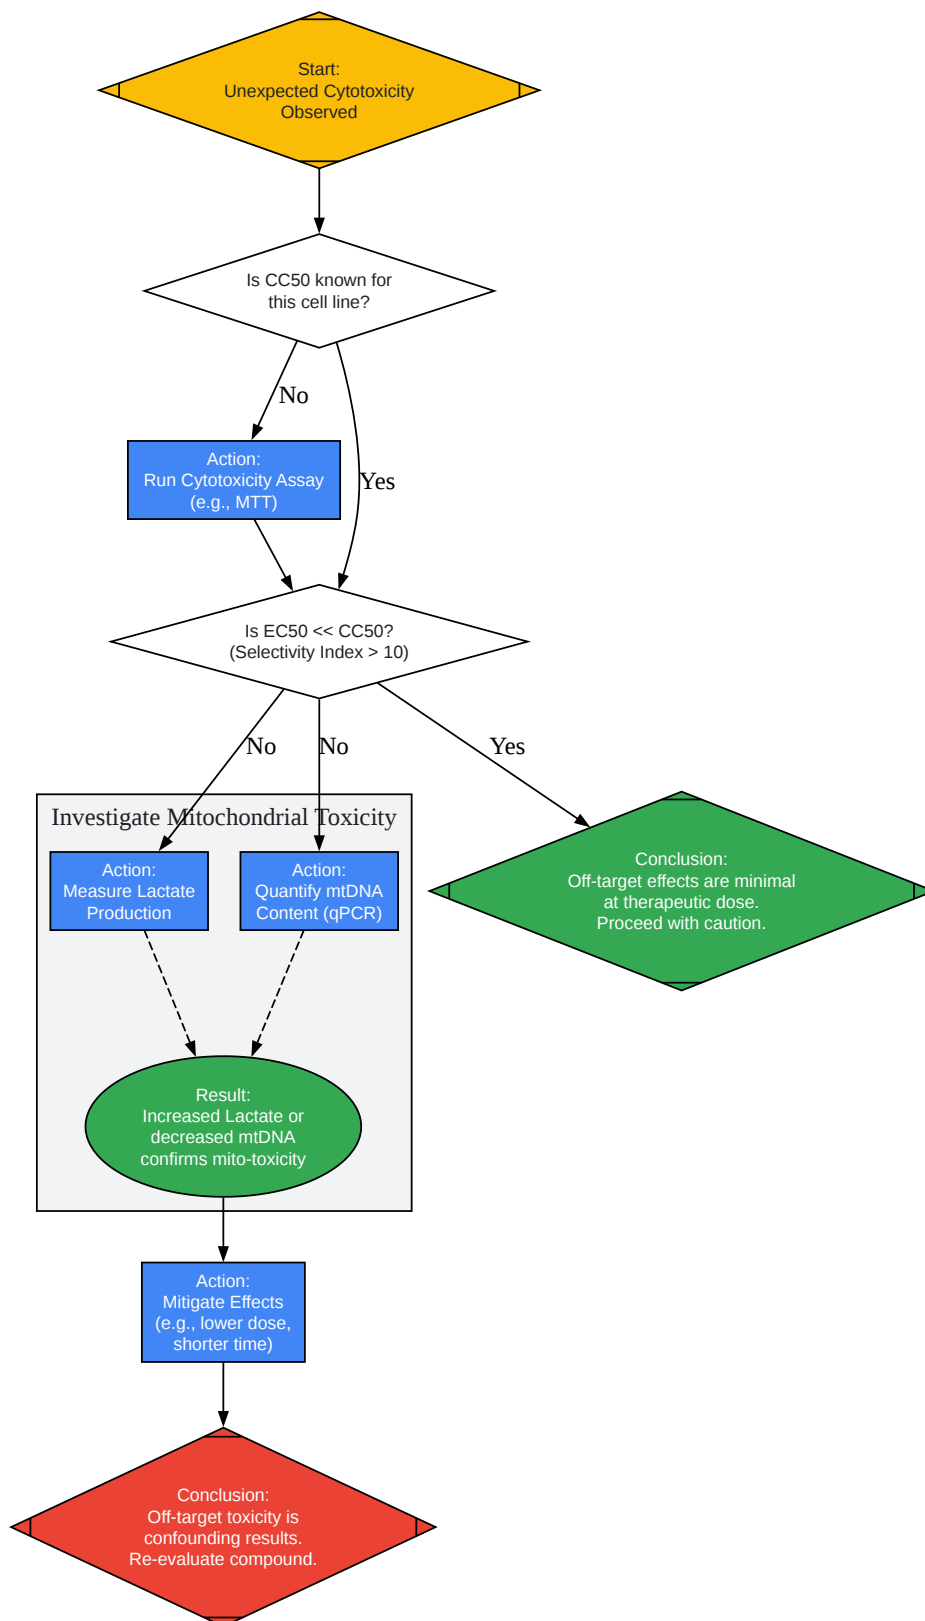 Start:
Unexpected Cytotoxicity
Observed
Is CC50 known for
this cell line?
No
Action:
Run Cytotoxicity Assay
(e.g., MTT)
Yes
Is EC50 << CC50?
(Selectivity Index > 10)
No
No
Yes
Investigate Mitochondrial Toxicity
Action:
Measure Lactate
Production
Action:
Quantify mtDNA
Content (qPCR)
Conclusion:
Off-target effects are minimal
at therapeutic dose.
Proceed with caution.
Result:
Increased Lactate or
decreased mtDNA
confirms mito-toxicity
Action:
Mitigate Effects
(e.g., lower dose,
shorter time)
Conclusion:
Off-target toxicity is
confounding results.
Re-evaluate compound.